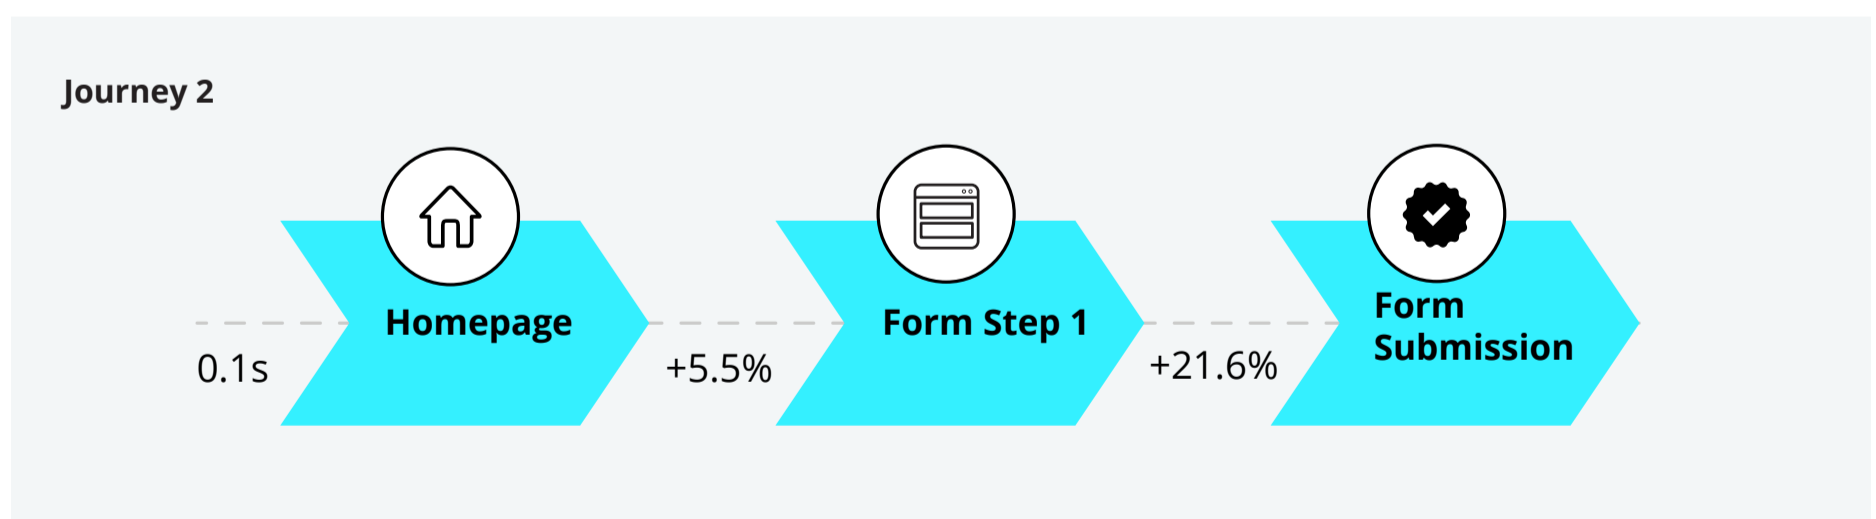 Journey 2
Homepage
Form Step 1
Form
Submission
0.1s
+5.5%
+21.6%